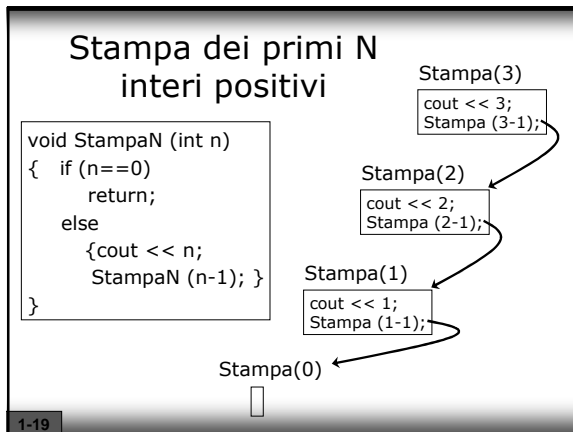 Stampa dei primi N
interi positivi
void StampaN (int n)
{ if (n==0)
return;
else
{cout << n;
StampaN (n-1); }
}
Stampa(3)
cout << 3;
Stampa (3-1);
Stampa(2)
cout << 2;
Stampa (2-1);
Stampa(1)
cout << 1;
Stampa (1-1);
Stampa(0)
1-19